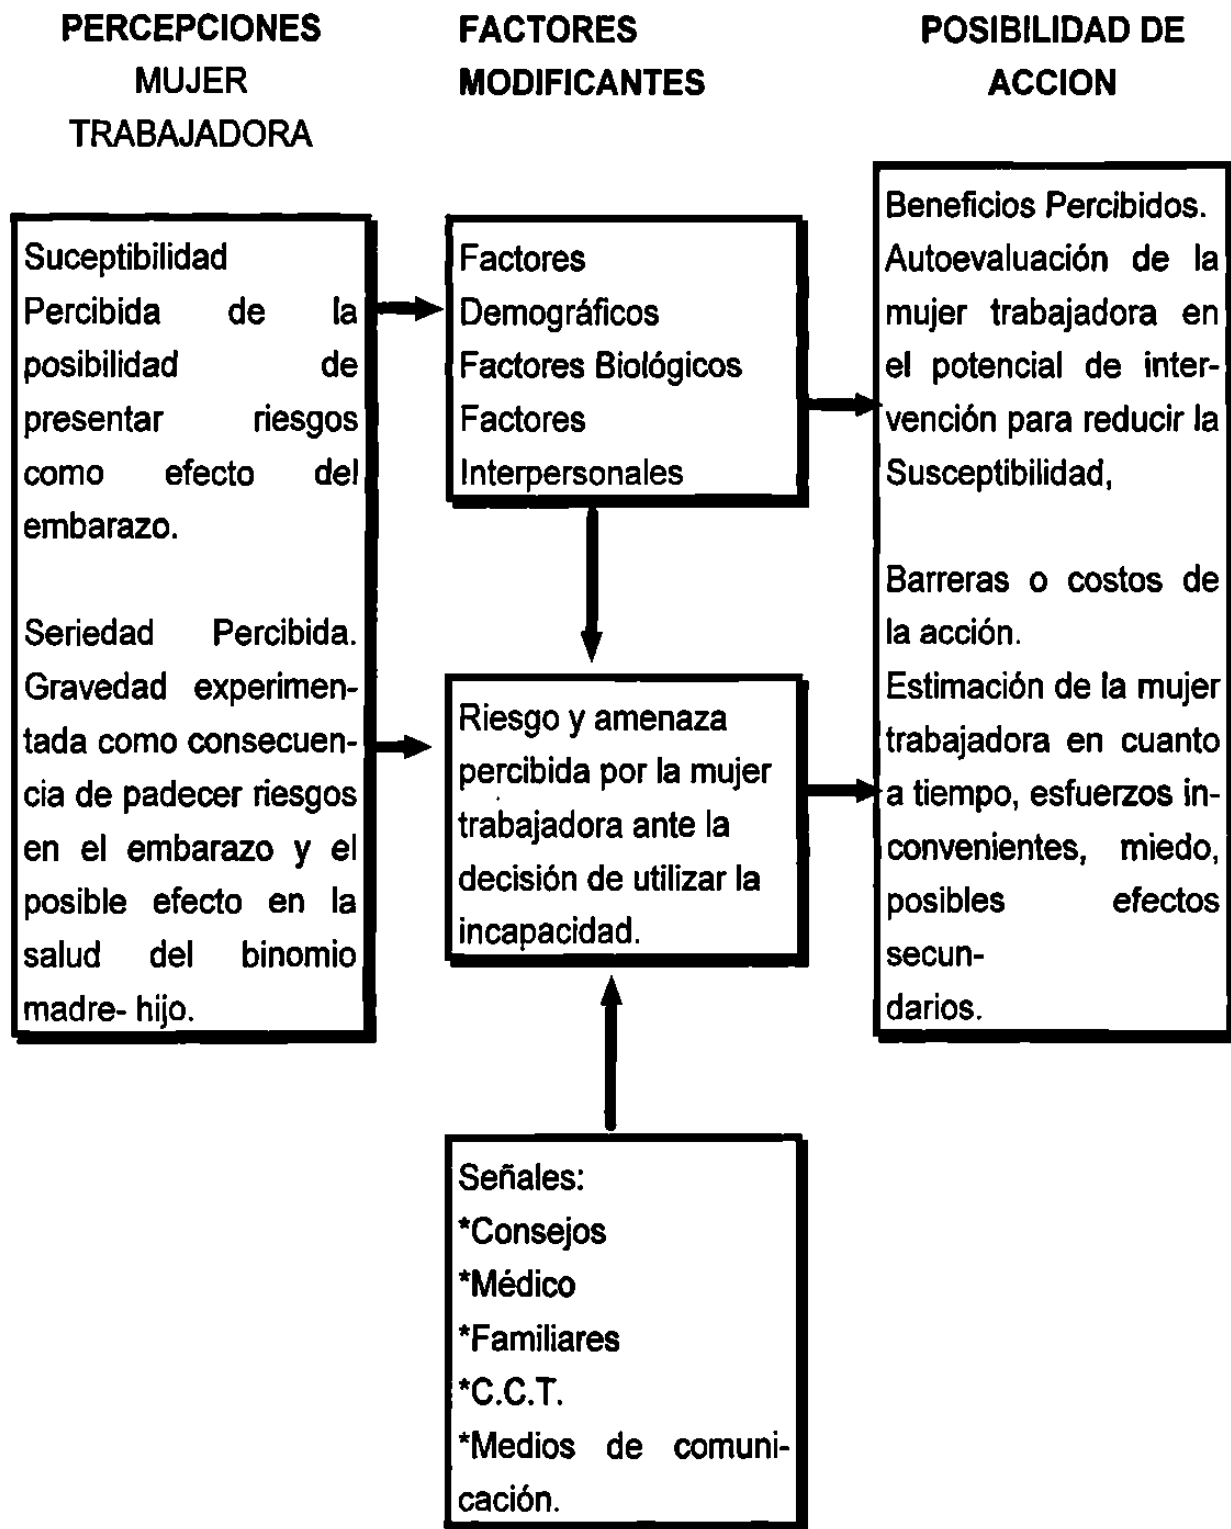 PERCEPCIONES
MUJER
TRABAJADORA
FACTORES
MODIFICANTES
POSIBILIDAD DE
ACCION
Suceptibilidad
Percibida de la
posibilidad de
presentar riesgos
como efecto del
embarazo.
Seriedad Percibida.
Gravedad experimen-
tada como consecuen-
cia de padecer riesgos
en el embarazo y el
posible efecto en la
salud del binomio
madre- hijo.
Factores
Demográficos
Factores Biológicos
Factores
Interpersonales
Riesgo y amenaza
percibida por la mujer
trabajadora ante la
decisión de utilizar la
incapacidad.
Señales:
*Consejos
*Médico
*Familiares
*C.C.T.
*Medios de comuni-
cación.
Beneficios Percibidos.
Autoevaluación de la
mujer trabajadora en
el potencial de inter-
vención para reducir la
Susceptibilidad,
Barreras o costos de
la acción.
Estimación de la mujer
trabajadora en cuanto
a tiempo, esfuerzos in-
convenientes, miedo,
posibles efectos
secun-
darios.